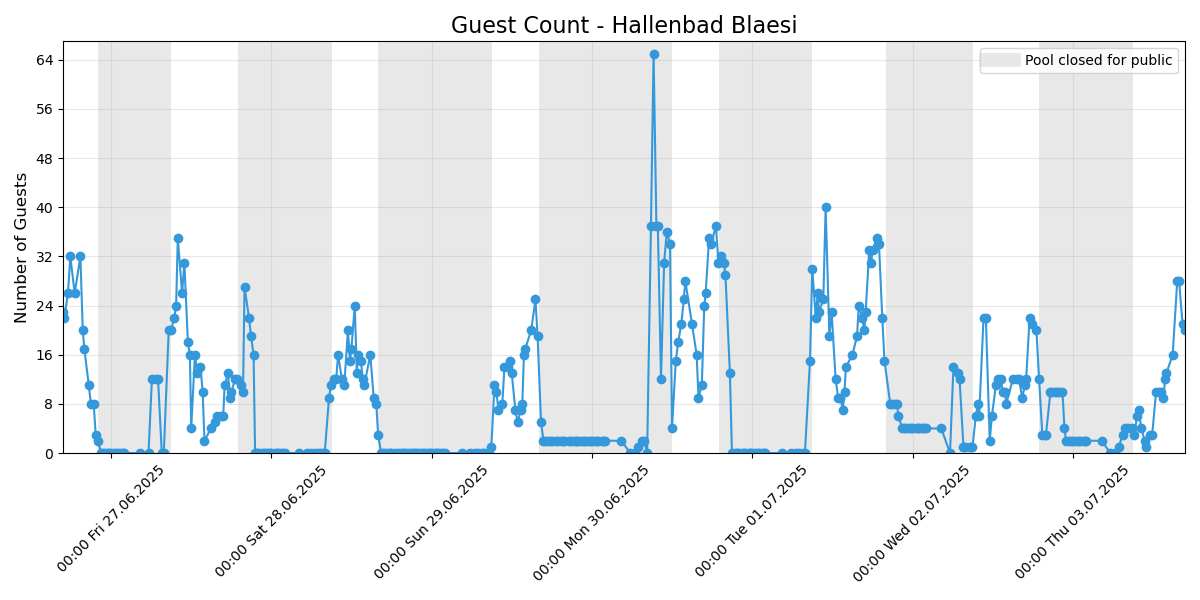 Guest Count - Hallenbad Blaesi
Pool closed for public
Number of Guests
64
56
48
40
32
24
16
8
0
00:00 Fri 27.06.2025
00:00 Sat 28.06.2025
00:00 Sun 29.06.2025
00:00 Mon 30.06.2025
00:00 Tue 01.07.2025
00:00 Wed 02.07.2025
00:00 Thu 03.07.2025